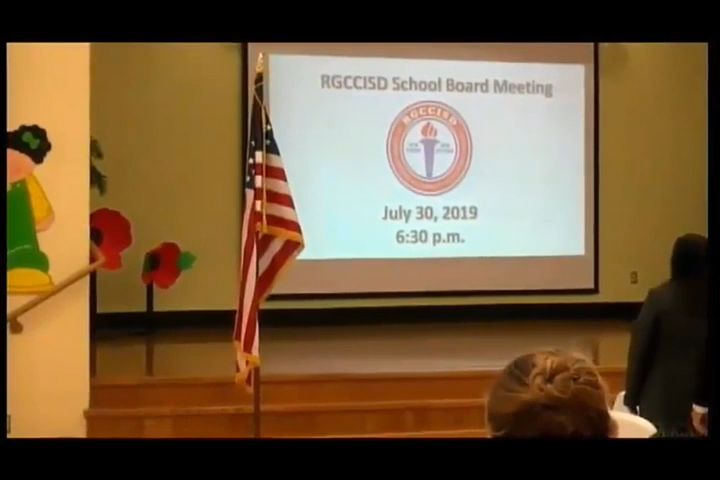 RGCCISD School Board Meeting
RGCCISD
July 30, 2019
6:30 p.m.